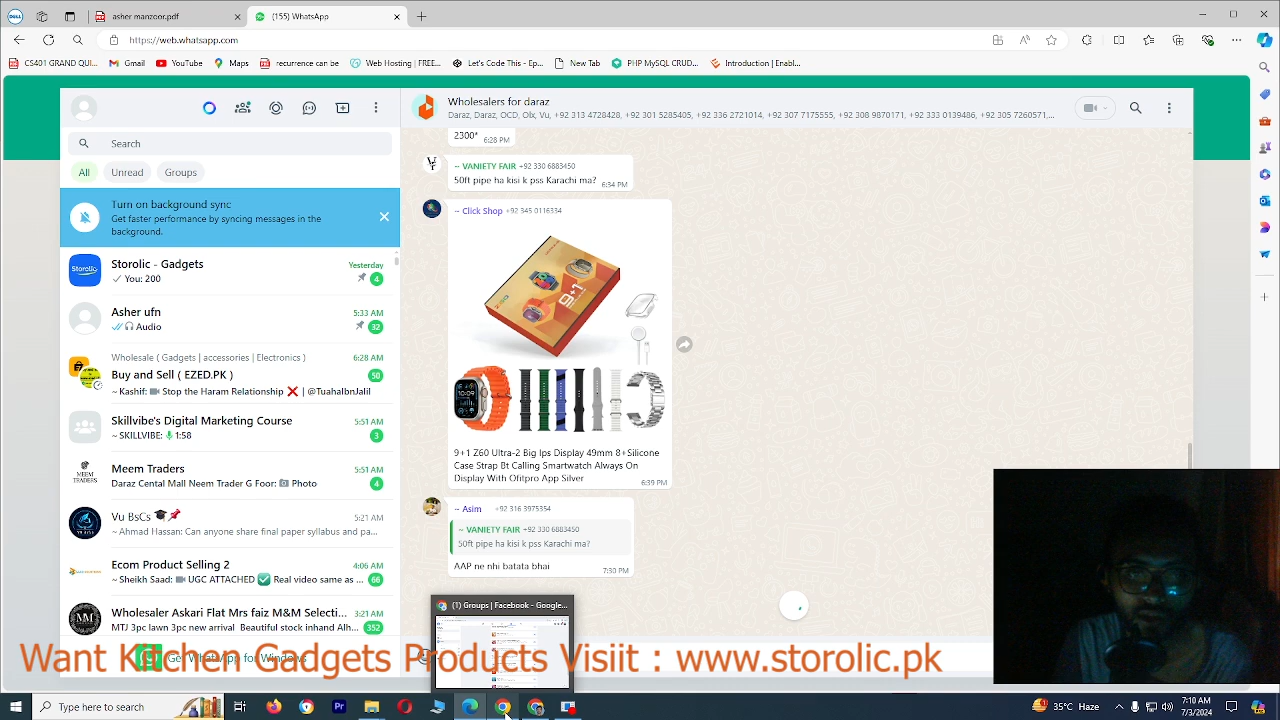 (155) WhatsApp
https://web.whatsapp.com
CS401 GRAND QU...
Gmail
YouTube
Maps
recurrence can be
Web Hosting | FREE...
Let's Code This - Ep...
New Tab
PHP MySQL CRUD...
Introduction | Enabl...
Search
All
Unread
Groups
Turn on background sync
Get faster performance by syncing messages in the
background.
Storolic - Gadgets
Yesterday
You: 200
4
Asher ufn
5:33 AM
Audio
32
Wholesale ( Gadgets | accessories | Electronics )
6:28 AM
Buy and Sell ( EZED.PK )
50
~ Kashif: Stop the Haram Relationship ❌ | @TuahaIbnJalil
Skillvibe's Digital Marketing Course
5:51 AM
~ SKILLVIBE: 1:58
3
Meem Traders
5:51 AM
Daraz Cental Mall Neem Trader G Foor: Photo
4
Vu BsCs 🎓📌
5:21 AM
~ Ahmad Hassan: Can anyone share final paper syllabus and pa...
Ecom Product Selling 2
4:06 AM
~ Sheikh Saad: UGC ATTACHED ✅ Real video same as ...
66
Wholesaler Askari Flat Mrs faiz M&M Selecti...
3:21 AM
MTJ 3pc lawn 3pc new arrival Beautiful stock inbound Alh...
352
Wholesalers for daraz
Daraz, Daraz, OCD, Olx, Vu, +92 313 4728428, +92 301 5285405, +92 336 2721014, +92 307 7175555, +92 308 9870171, +92 333 0139486, +92 305 7260571,...
2300*
6:28 PM
~ VANIETY FAIR +92 330 6883450
50ft pipe ha kisi k pss Karachi ma?
6:34 PM
~ Click Shop +92 345 0116334
9+1
10:09
9+1 Z60 Ultra-2 Big Ips Display 49mm 8+Silicone
Case Strap Bt Calling Smartwatch Always On
Display With Ofitpro App Silver
6:39 PM
~ Asim +92 316 3975354
~ VANIETY FAIR +92 330 6883450
50ft pipe ha kisi k pss Karachi ma?
AAP ne nhi batata bhai
7:30 PM
(1) Groups | Facebook - Google...
Get WhatsApp for Windows
Want Kitchen Gadgets Products Visiit : www.storolic.pk
Type here to search
7:10 AM
7/3/2024